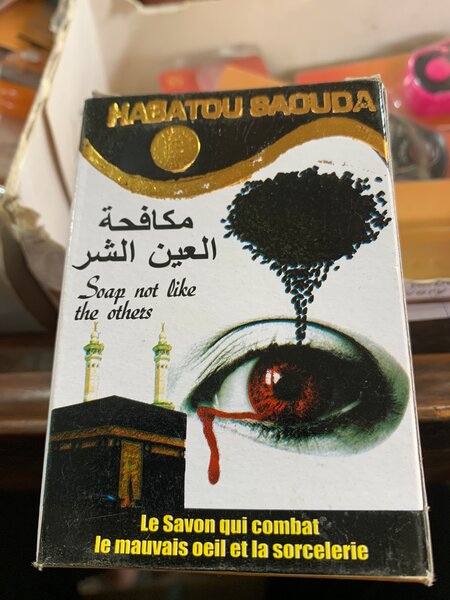 HABATOU SAOUDA
مكافحة
العين الشر
Soap not like
the others
Le Savon qui combat
le mauvais oeil et la sorcelerie